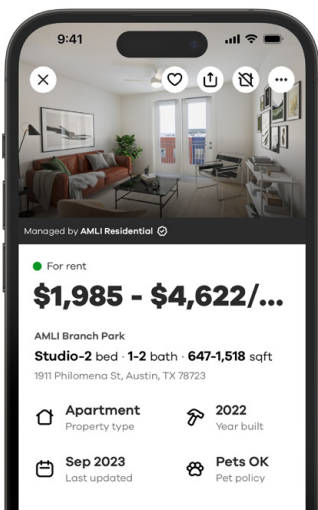 9:41
Managed by AMLI Residential
For rent
$1,985 - $4,622/...
AMLI Branch Park
Studio-2 bed · 1-2 bath · 647-1,518 sqft
1911 Philomena St, Austin, TX 78723
Apartment
Property type
2022
Year built
Sep 2023
Last updated
Pets OK
Pet policy